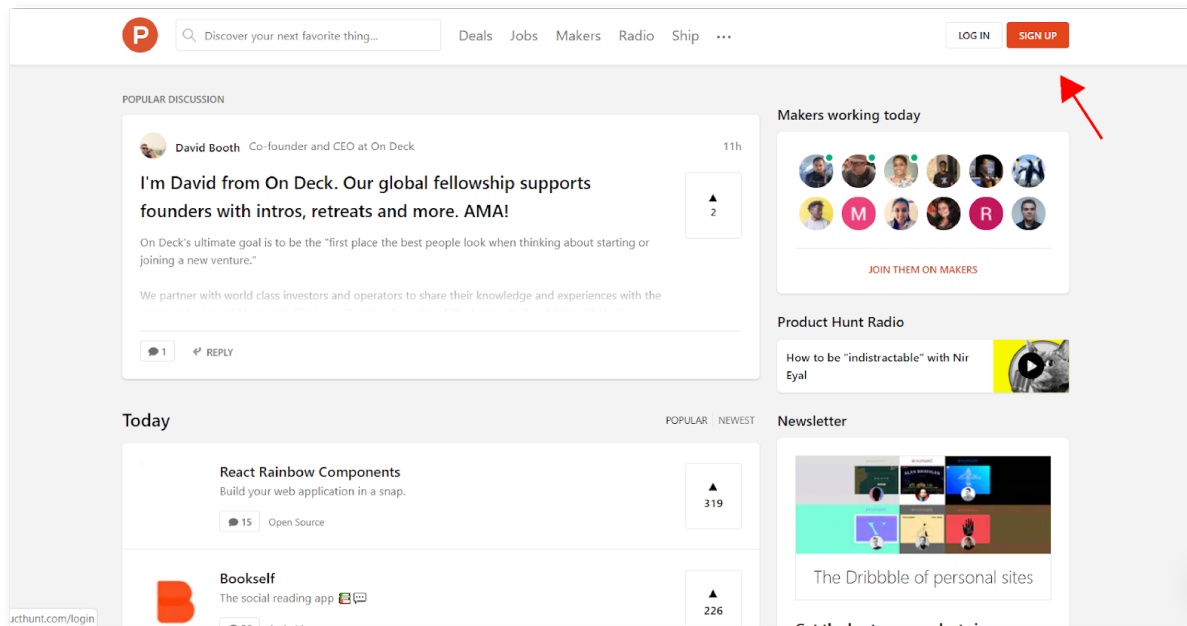 P
Discover your next favorite thing...
Deals Jobs Makers Radio Ship ...
LOG IN
SIGN UP
POPULAR DISCUSSION
David Booth Co-founder and CEO at On Deck 11h
I'm David from On Deck. Our global fellowship supports
founders with intros, retreats and more. AMA!
2
On Deck's ultimate goal is to be the "first place the best people look when thinking about starting or
joining a new venture."
We partner with world class investors and operators to share their knowledge and experiences with the
1 REPLY
Makers working today
M
R
JOIN THEM ON MAKERS
Product Hunt Radio
How to be "indistractable" with Nir
Eyal
Today
POPULAR NEWEST
React Rainbow Components
Build your web application in a snap.
15 Open Source
319
Bookself
The social reading app
226
Newsletter
The Dribbble of personal sites
ucthunt.com/login